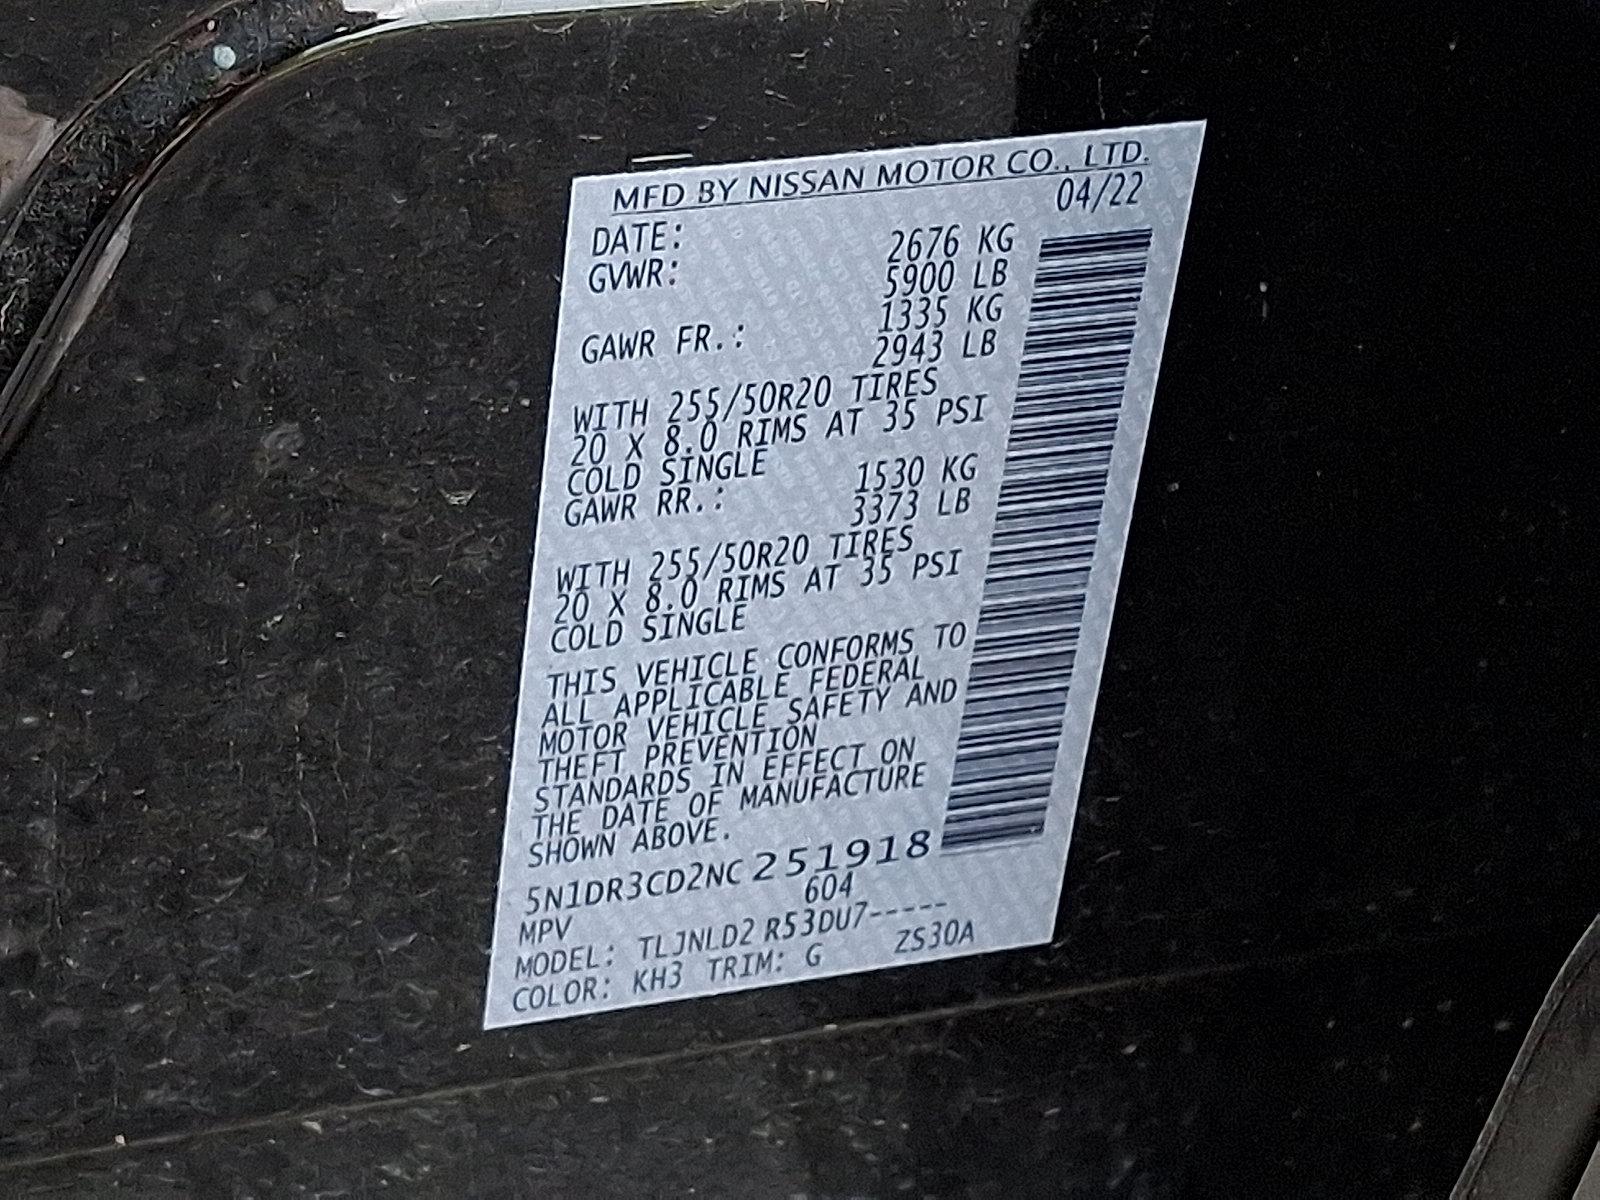 MFD BY NISSAN MOTOR CO., LTD.
DATE: 04/22
GVWR: 2676 KG
5900 LB
GAWR FR.: 1335 KG
2943 LB
WITH 255/50R20 TIRES
20 X 8.0 RIMS AT 35 PSI
COLD SINGLE
GAWR RR.: 1530 KG
3373 LB
WITH 255/50R20 TIRES
20 X 8.0 RIMS AT 35 PSI
COLD SINGLE
THIS VEHICLE CONFORMS TO
ALL APPLICABLE FEDERAL
MOTOR VEHICLE SAFETY AND
THEFT PREVENTION
STANDARDS IN EFFECT ON
THE DATE OF MANUFACTURE
SHOWN ABOVE.
5N1DR3CD2NC251918
MPV 604
MODEL: TLJNLD2 R53DU7-----
COLOR: KH3 TRIM: G ZS30A